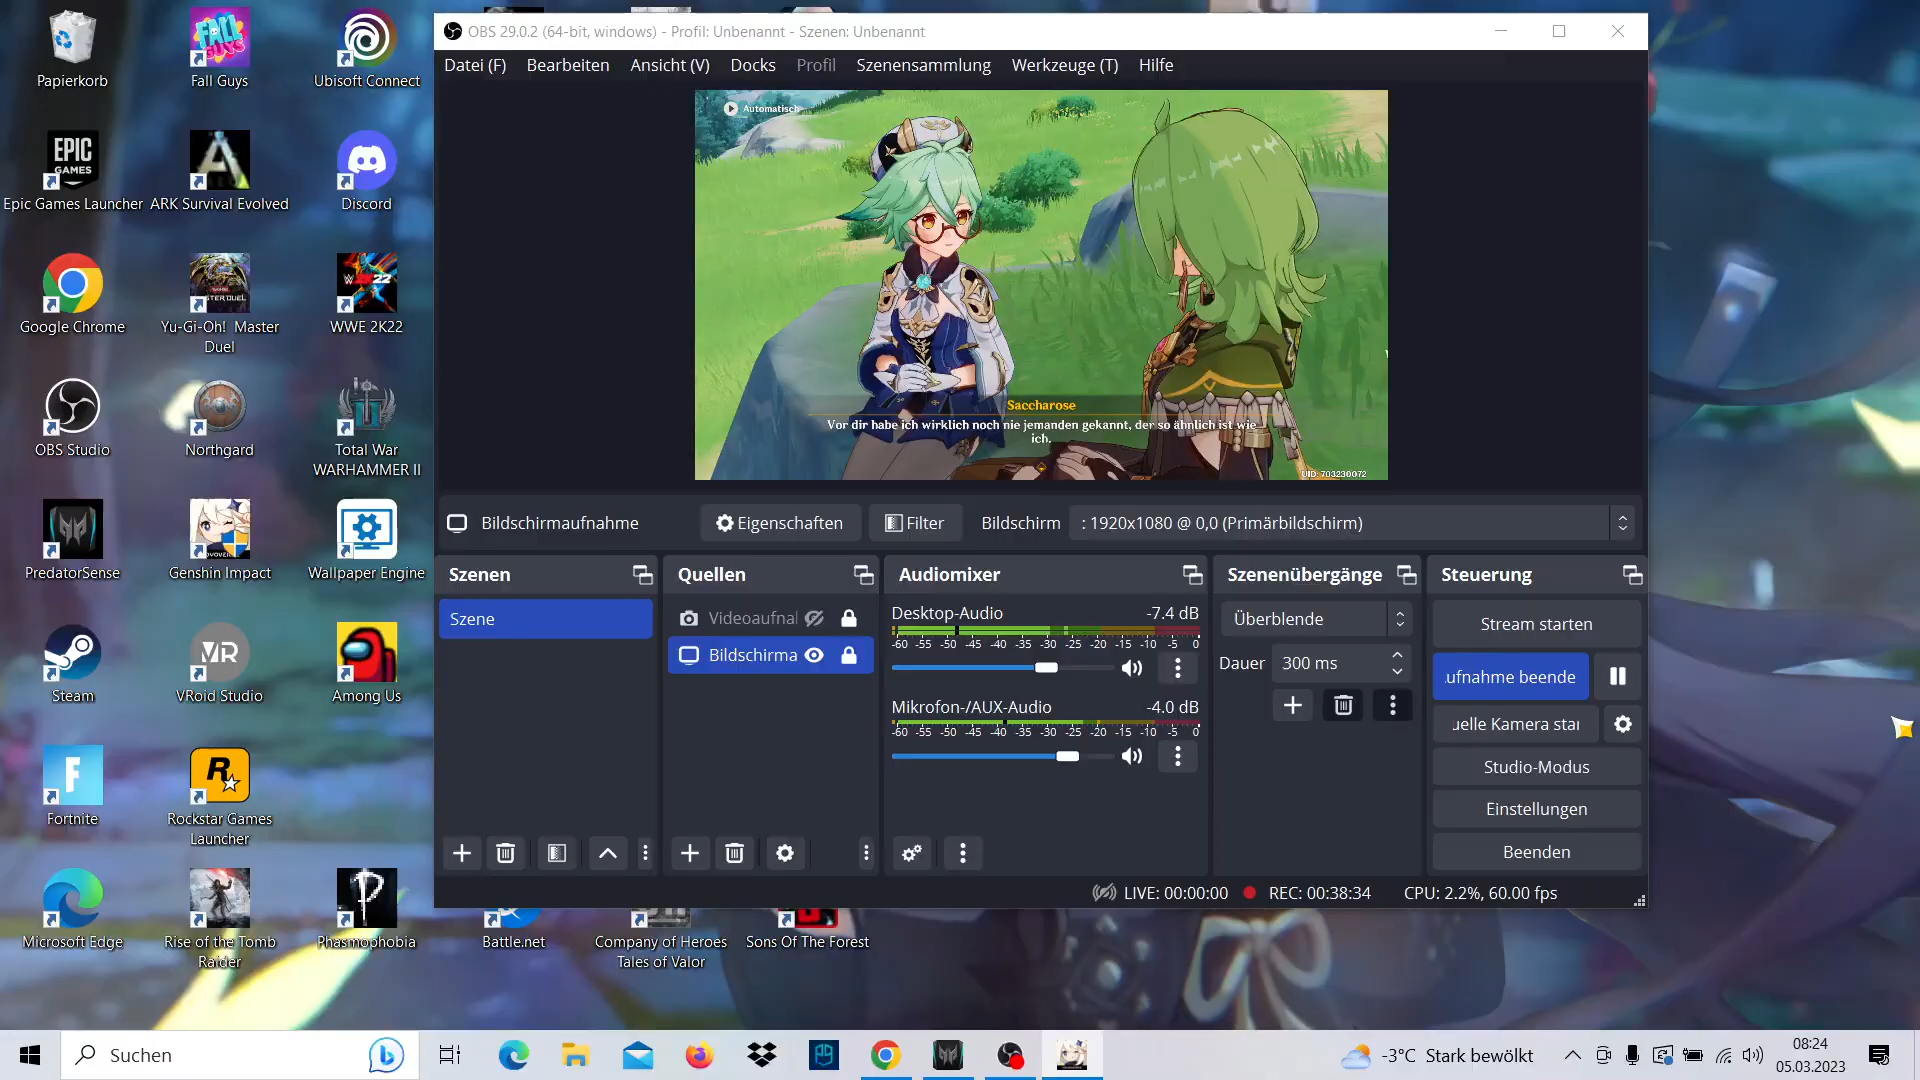 OBS 29.0.2 (64-bit, windows) - Profil: Unbenannt - Szenen: Unbenannt
Datei (F) Bearbeiten Ansicht (V) Docks Profil Szenensammlung Werkzeuge (T) Hilfe
Automatisch
Saccharose
Vor dir habe ich wirklich noch nie jemanden gekannt, der so ähnlich ist wie
ich.
UID: 703230072
Bildschirmaufnahme Eigenschaften Filter Bildschirm : 1920x1080 @ 0,0 (Primärbildschirm)
Szenen
Szene
Quellen
Videoaufnal
Bildschirma
Audiomixer
Desktop-Audio -7.4 dB
-60 -55 -50 -45 -40 -35 -30 -25 -20 -15 -10 -5 0
Mikrofon-/AUX-Audio -4.0 dB
-60 -55 -50 -45 -40 -35 -30 -25 -20 -15 -10 -5 0
Szenenübergänge
Überblende
Dauer 300 ms
Steuerung
Stream starten
ufnahme beende
uelle Kamera star
Studio-Modus
Einstellungen
Beenden
LIVE: 00:00:00 REC: 00:38:34 CPU: 2.2%, 60.00 fps
Papierkorb
Fall Guys
Ubisoft Connect
EPIC
GAMES
Epic Games Launcher
ARK Survival Evolved
Discord
Google Chrome
Yu-Gi-Oh! Master
Duel
WWE 2K22
OBS Studio
Northgard
Total War
WARHAMMER II
PredatorSense
Genshin Impact
Wallpaper Engine
Steam
VR
VRoid Studio
Among Us
Fortnite
Rockstar Games
Launcher
Microsoft Edge
Rise of the Tomb
Raider
Phasmophobia
Battle.net
Company of Heroes
Tales of Valor
Sons Of The Forest
Suchen
-3°C Stark bewölkt
08:24
05.03.2023